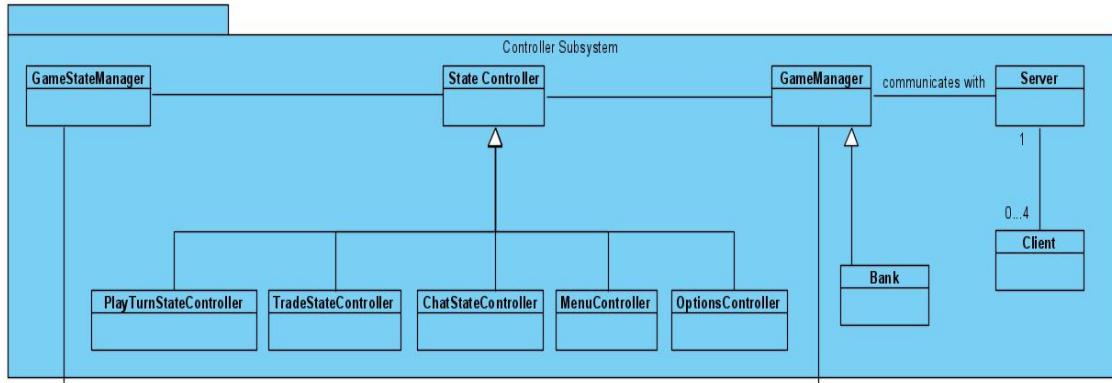 Controller Subsystem
GameStateManager
State Controller
GameManager
communicates with
Server
1
0...4
Client
Bank
PlayTurnStateController
TradeStateController
ChatStateController
MenuController
OptionsController